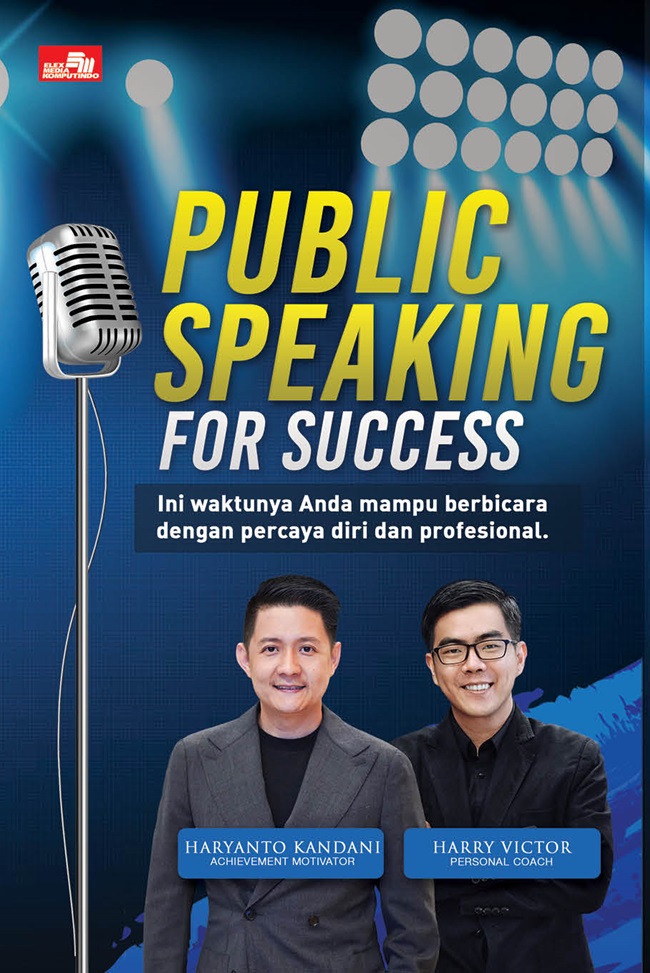 ELEX
MEDIA
KOMPUTINDO
PUBLIC
SPEAKING
FOR SUCCESS
Ini waktunya Anda mampu berbicara
dengan percaya diri dan profesional.
HARYANTO KANDANI
ACHIEVEMENT MOTIVATOR
HARRY VICTOR
PERSONAL COACH